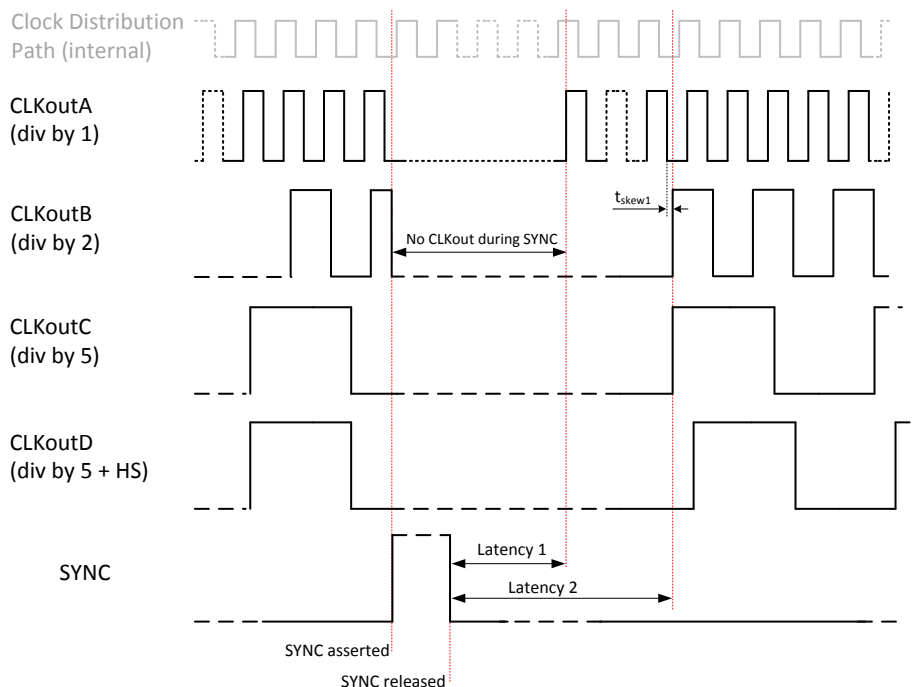 Clock Distribution
Path (internal)
CLKoutA
(div by 1)
CLKoutB
(div by 2)
tskew1
No CLKout during SYNC
CLKoutC
(div by 5)
CLKoutD
(div by 5 + HS)
SYNC
Latency 1
Latency 2
SYNC asserted
SYNC released